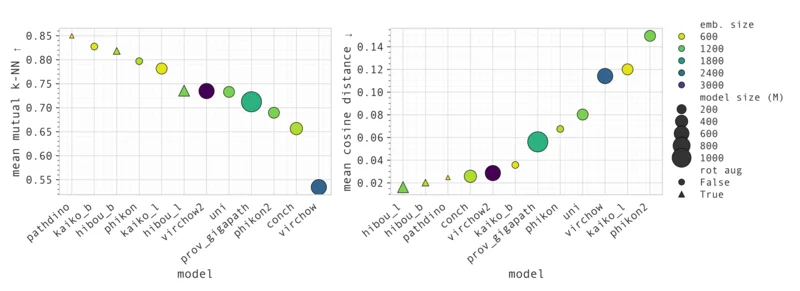 mean mutual k-NN ↑
0.85
0.80
0.75
0.70
0.65
0.60
0.55
pathdino
kaiko_b
hibou_b
phikon
kaiko_l
hibou_l
virchow2
uni
prov_gigapath
phikon2
conch
virchow
model
mean cosine distance ↓
0.14
0.12
0.10
0.08
0.06
0.04
0.02
hibou_l
hibou_b
pathdino
conch
virchow2
kaiko_b
prov_gigapath
phikon
uni
virchow
kaiko_l
phikon2
model
emb. size
600
1200
1800
2400
3000
model size (M)
200
400
600
800
1000
rot aug
False
True